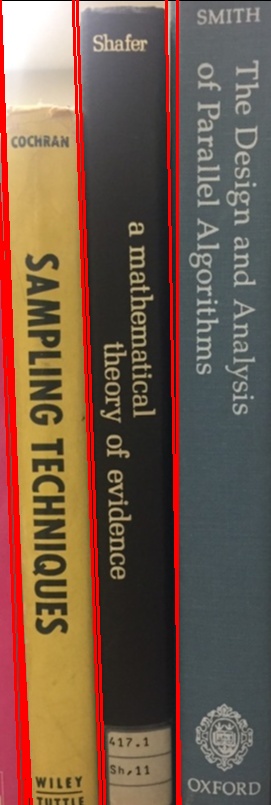 COCHRAN
SAMPLING TECHNIQUES
WILEY
TUTTLE
Shafer
a mathematical
theory of evidence
417.1
Sh,11
SMITH
The Design and Analysis
of Parallel Algorithms
OXFORD